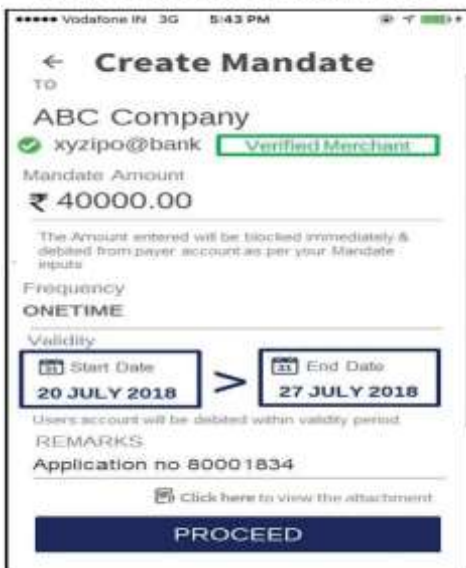 Vodafone IN 3G 5:43 PM
← Create Mandate
TO
ABC Company
xyzipo@bank Verified Merchant
Mandate Amount
₹ 40000.00
The Amount entered will be blocked immediately &
debited from payer account as per your Mandate
inputs
Frequency
ONETIME
Validity
31 Start Date > 31 End Date
20 JULY 2018 27 JULY 2018
Users account will be debited within validity period
REMARKS
Application no 80001834
Click here to view the attachment
PROCEED